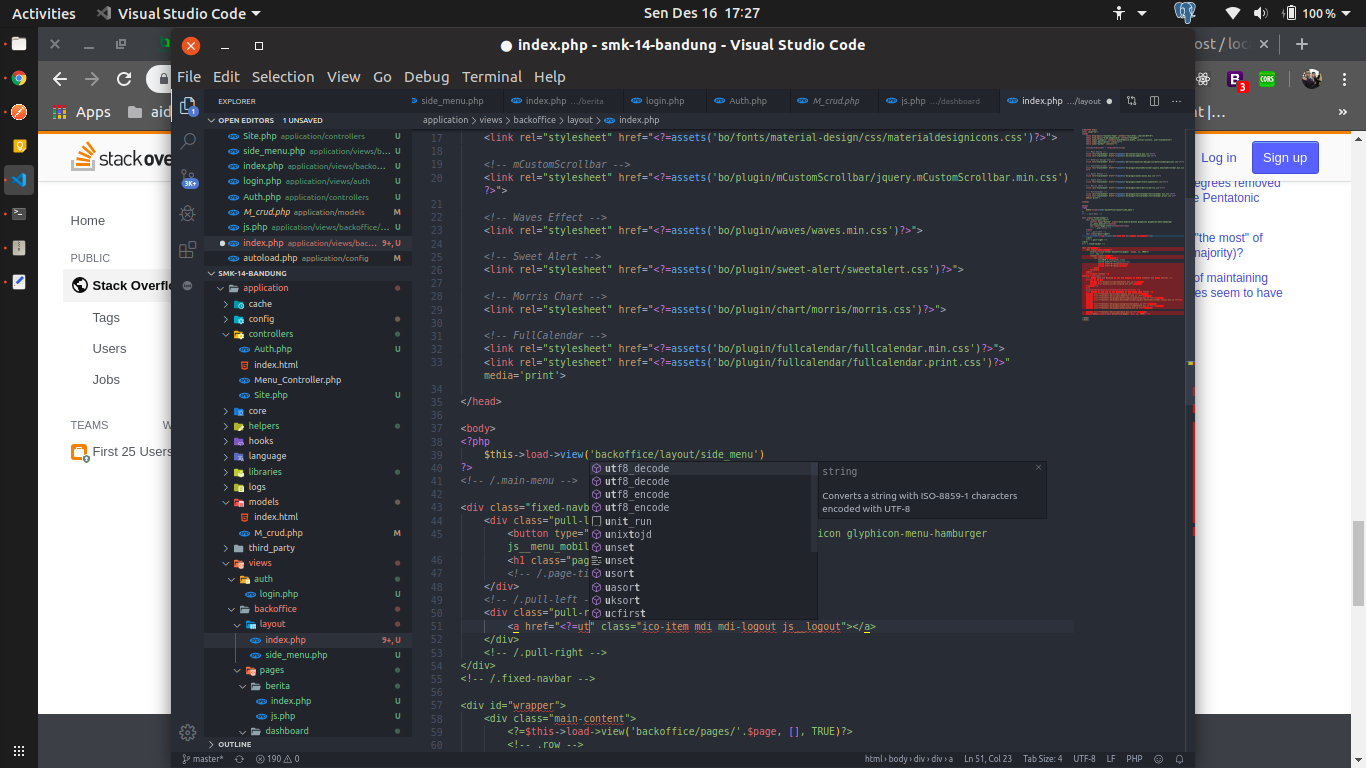 Activities
Visual Studio Code
Sen Des 16 17:27
100 %
● index.php - smk-14-bandung - Visual Studio Code
ost / loc
File Edit Selection View Go Debug Terminal Help
3
CORS
Apps
aid
t |...
»
EXPLORER
side_menu.php
index.php .../berita
login.php
Auth.php
M_crud.php
js.php .../dashboard
index.php .../layout ●
1
OPEN EDITORS 1 UNSAVED
application > views > backoffice > layout > index.php
Site.php application/controllers U
side_menu.php application/views/b... U
index.php application/views/backo... U
login.php application/views/auth U
Auth.php application/controllers U
M_crud.php application/models M
js.php application/views/backoffice/... U
● index.php application/views/bac... 9+, U
autoload.php application/config M
3K+
SMK-14-BANDUNG
application
cache
config
controllers
Auth.php U
index.html
Menu_Controller.php
Site.php U
core
helpers
hooks
language
libraries
logs
models
index.html
M_crud.php M
third_party
views
auth
login.php U
backoffice
layout
index.php 9+, U
side_menu.php U
pages
berita
index.php U
js.php U
dashboard
OUTLINE
17 <link rel="stylesheet" href="<?=assets('bo/fonts/material-design/css/materialdesignicons.css')?>">
18
19 <!-- mCustomScrollbar -->
20 <link rel="stylesheet" href="<?=assets('bo/plugin/mCustomScrollbar/jquery.mCustomScrollbar.min.css')
?>">
21
22 <!-- Waves Effect -->
23 <link rel="stylesheet" href="<?=assets('bo/plugin/waves/waves.min.css')?>">
24
25 <!-- Sweet Alert -->
26 <link rel="stylesheet" href="<?=assets('bo/plugin/sweet-alert/sweetalert.css')?>">
27
28 <!-- Morris Chart -->
29 <link rel="stylesheet" href="<?=assets('bo/plugin/chart/morris/morris.css')?>">
30
31 <!-- FullCalendar -->
32 <link rel="stylesheet" href="<?=assets('bo/plugin/fullcalendar/fullcalendar.min.css')?>">
33 <link rel="stylesheet" href="<?=assets('bo/plugin/fullcalendar/fullcalendar.print.css')?>"
media='print'>
34
35 </head>
36
37 <body>
38 <?php
39 $this->load->view('backoffice/layout/side_menu')
40 ?>
41 <!-- /.main-menu -->
42
43 <div class="fixed-navb
44 <div class="pull-l
45 <button type=" icon glyphicon-menu-hamburger
js__menu_mobil
46 <h1 class="pag
47 <!-- /.page-ti
48 </div>
49 <!-- /.pull-left -
50 <div class="pull-r
51 <a href="<?=ut" class="ico-item mdi mdi-logout js__logout"></a>
52 </div>
53 <!-- /.pull-right -->
54 </div>
55 <!-- /.fixed-navbar -->
56
57 <div id="wrapper">
58 <div class="main-content">
59 <?=$this->load->view('backoffice/pages/'.$page, [], TRUE)?>
60 <!-- .row -->
utf8_decode
utf8_decode
utf8_encode
utf8_encode
unit_run
unixtojd
unset
unset
usort
uasort
uksort
ucfirst
string
Converts a string with ISO-8859-1 characters
encoded with UTF-8
master*
190
0
html > body > div > div > a
Ln 51, Col 23
Tab Size: 4
UTF-8
LF
PHP
stack ove
Home
PUBLIC
Stack Overflo
Tags
Users
Jobs
TEAMS
W
First 25 Users
Log in
Sign up
egrees removed
e Pentatonic
"the most" of
majority)?
of maintaining
es seem to have